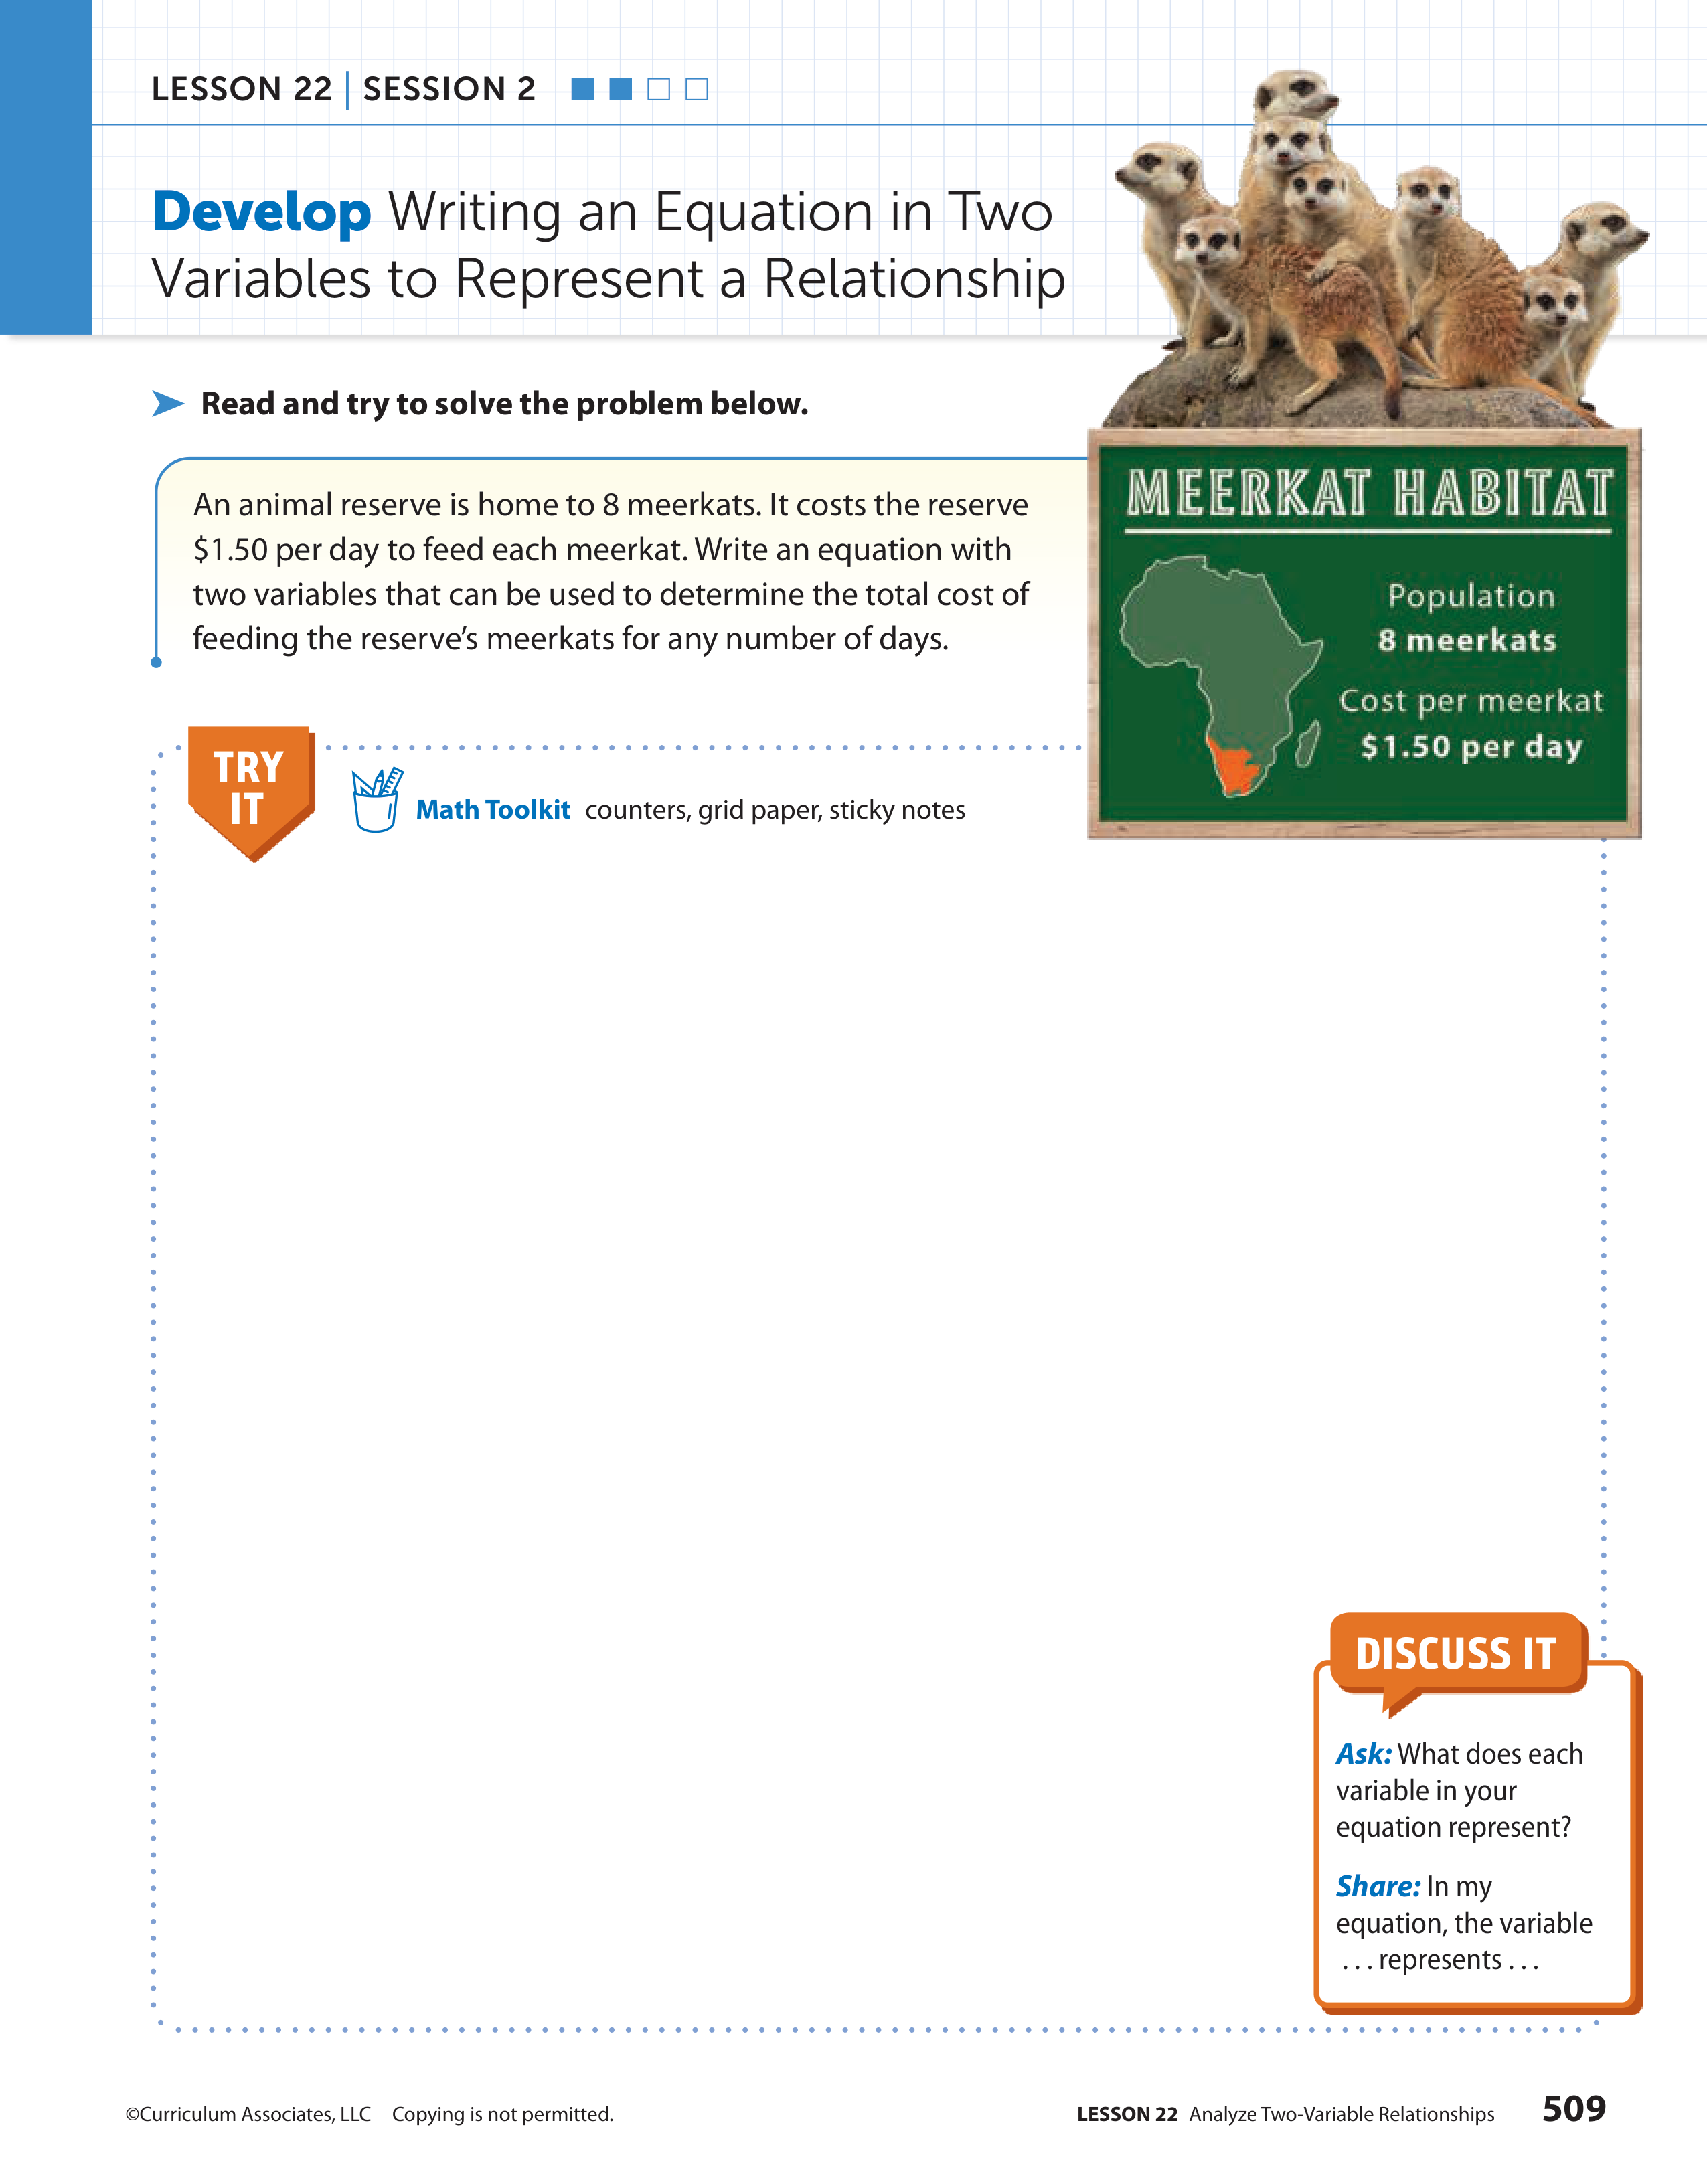 LESSON 22 | SESSION 2
Develop Writing an Equation in Two
Variables to Represent a Relationship
Read and try to solve the problem below.
An animal reserve is home to 8 meerkats. It costs the reserve
$1.50 per day to feed each meerkat. Write an equation with
two variables that can be used to determine the total cost of
feeding the reserve’s meerkats for any number of days.
MEERKAT HABITAT
Population
8 meerkats
Cost per meerkat
$1.50 per day
TRY
IT
Math Toolkit counters, grid paper, sticky notes
DISCUSS IT
Ask: What does each
variable in your
equation represent?
Share: In my
equation, the variable
. . . represents . . .
©Curriculum Associates, LLC Copying is not permitted.
LESSON 22 Analyze Two-Variable Relationships 509